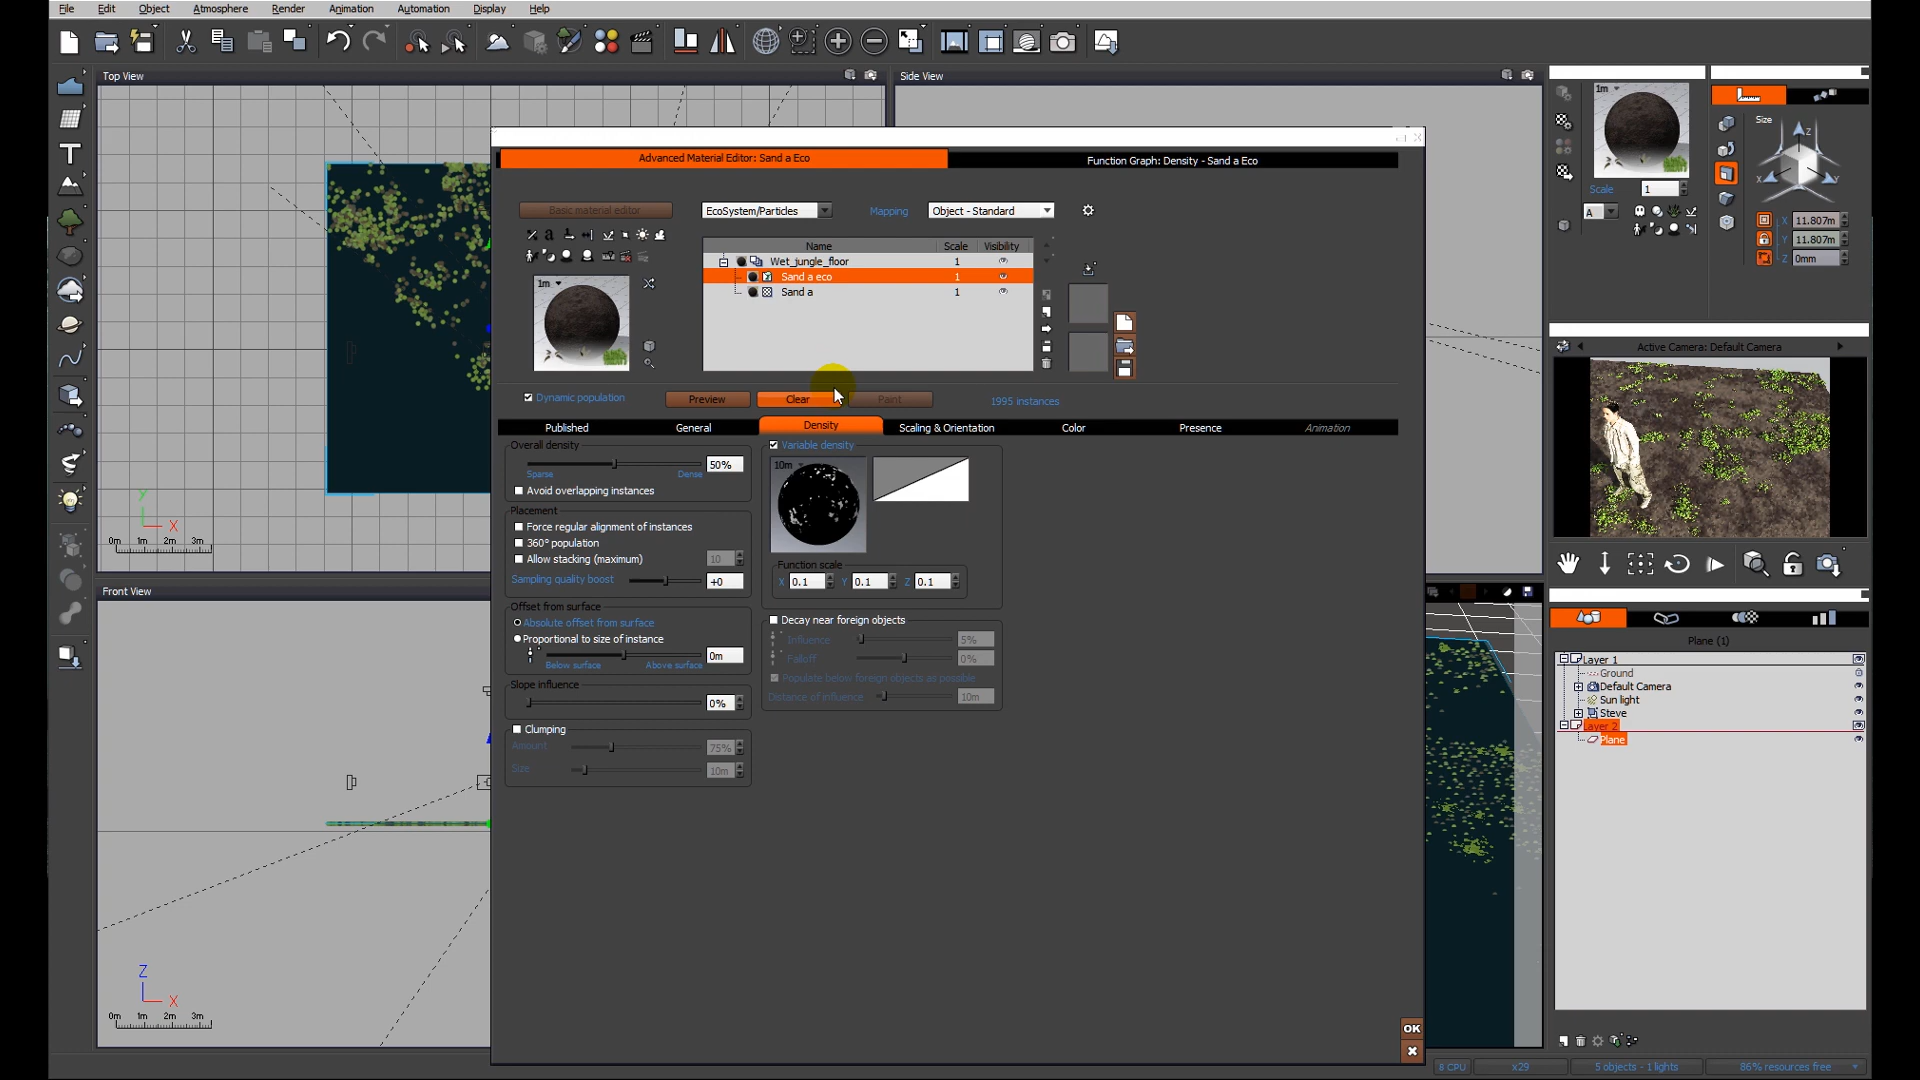 File Edit Object Atmosphere Render Animation Automation Display Help
Top View
Side View
Advanced Material Editor: Sand a Eco
Function Graph: Density - Sand a Eco
Basic material editor
EcoSystem/Particles
Mapping
Object - Standard
Name Scale Visibility
Wet_jungle_floor 1
Sand a eco 1
Sand a 1
1m
Dynamic population
Preview
Clear
Paint
1995 instances
Published
General
Density
Scaling & Orientation
Color
Presence
Animation
Overall density
50%
Sparse Dense
Avoid overlapping instances
Placement
Force regular alignment of instances
360° population
Allow stacking (maximum) 10
Sampling quality boost +0
Offset from surface
Absolute offset from surface
Proportional to size of instance
0m
Below surface Above surface
Slope influence
0%
Clumping
Amount 75%
Size 10m
Variable density
10m
Function scale
X 0.1 Y 0.1 Z 0.1
Decay near foreign objects
Influence 5%
Falloff 0%
Populate below foreign objects as possible
Distance of influence 10m
OK
Y
X
0m 1m 2m 3m
Front View
Z
X
0m 1m 2m 3m
1m
Scale 1
A
Size
Z
X
Y
X 11.807m
Y 11.807m
Z 0mm
Active Camera: Default Camera
Plane (1)
Layer 1
Ground
Default Camera
Sun light
Steve
Layer 2
Plane
8 CPU
x29
5 objects - 1 lights
86% resources free